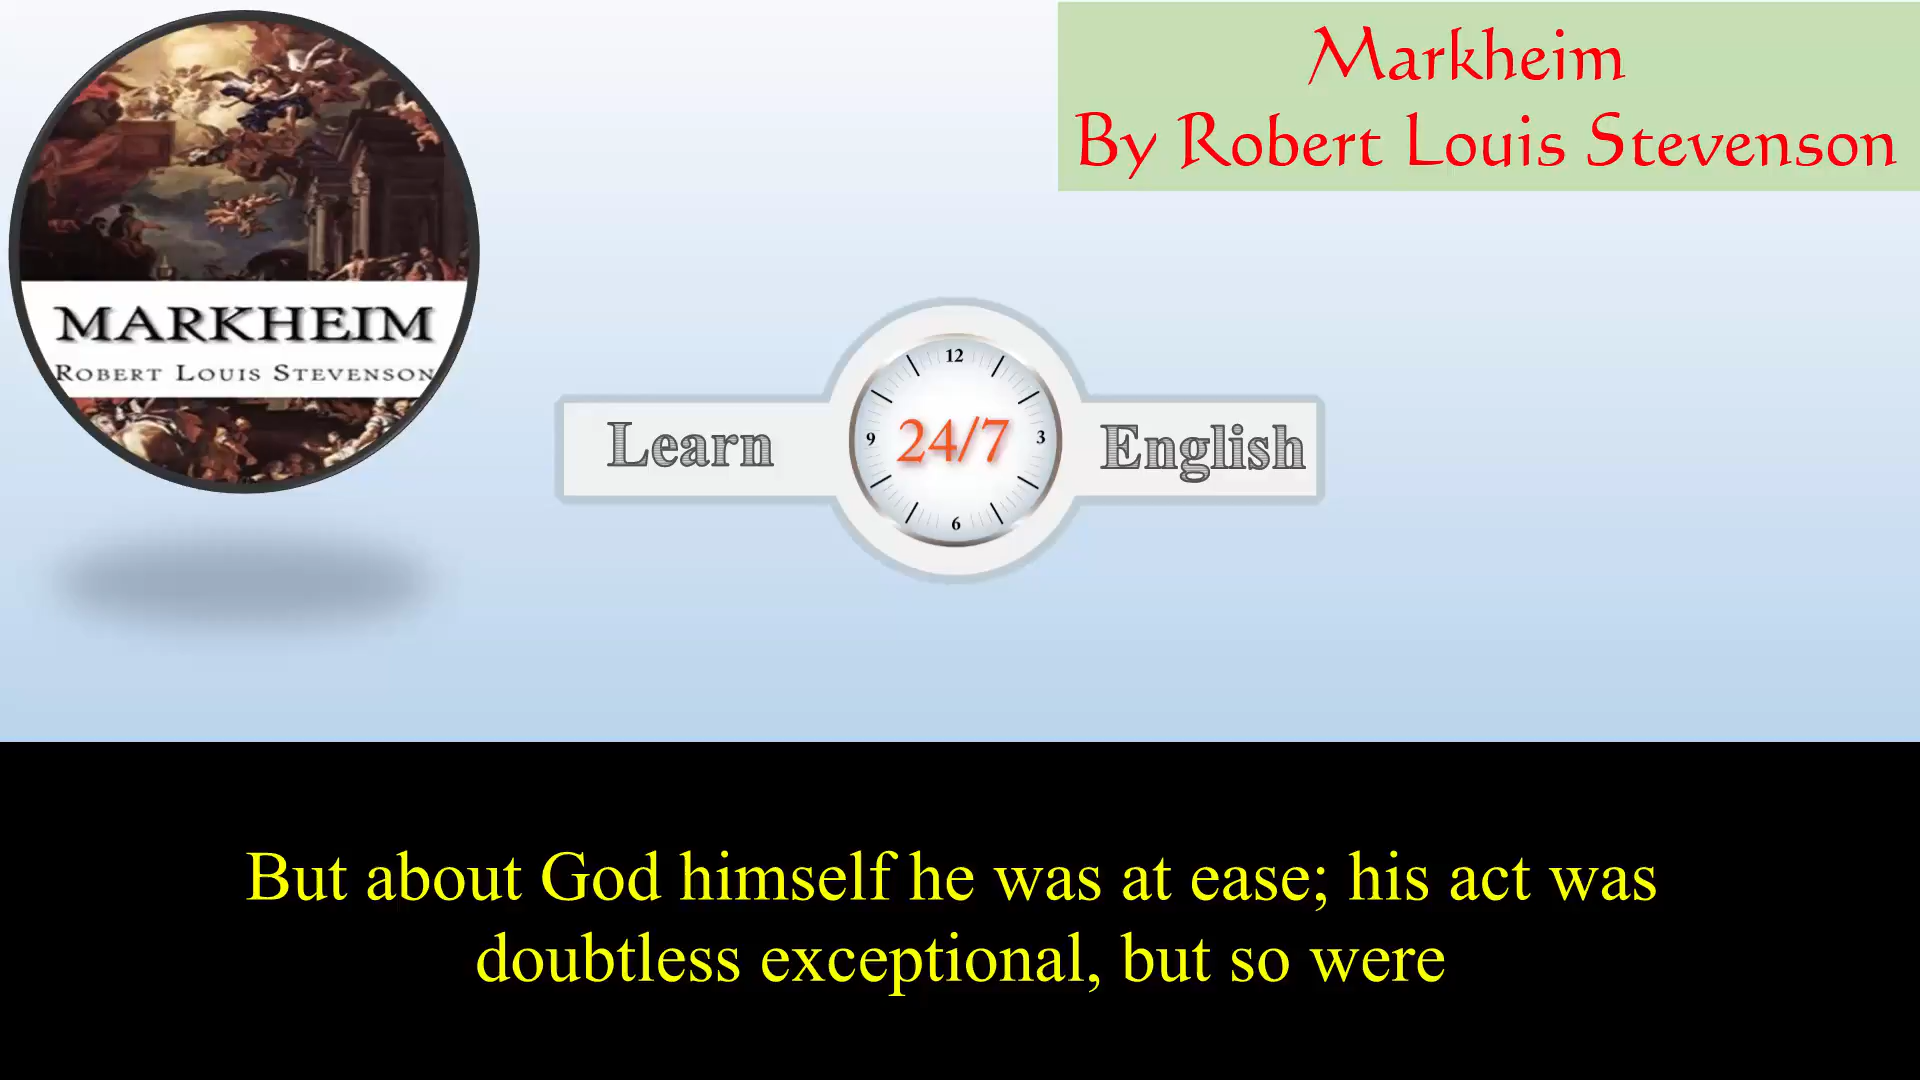 Markheim
By Robert Louis Stevenson
MARKHEIM
ROBERT LOUIS STEVENSON
Learn 24/7 English
12
9
3
6
But about God himself he was at ease; his act was
doubtless exceptional, but so were